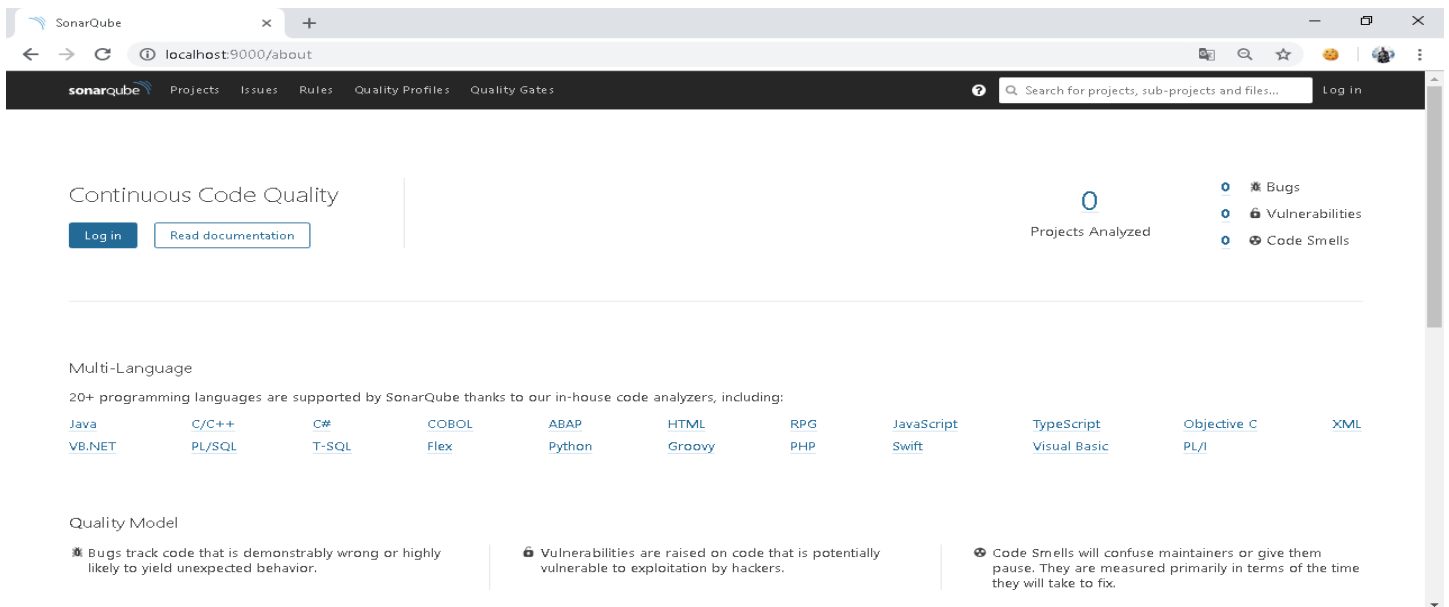 SonarQube
localhost:9000/about
sonarqube Projects Issues Rules Quality Profiles Quality Gates Search for projects, sub-projects and files... Log in
Continuous Code Quality
Log in Read documentation
0
Projects Analyzed
0 Bugs
0 Vulnerabilities
0 Code Smells
Multi-Language
20+ programming languages are supported by SonarQube thanks to our in-house code analyzers, including:
Java C/C++ C# COBOL ABAP HTML RPG JavaScript TypeScript Objective C XML
VB.NET PL/SQL T-SQL Flex Python Groovy PHP Swift Visual Basic PL/I
Quality Model
Bugs track code that is demonstrably wrong or highly
likely to yield unexpected behavior.
Vulnerabilities are raised on code that is potentially
vulnerable to exploitation by hackers.
Code Smells will confuse maintainers or give them
pause. They are measured primarily in terms of the time
they will take to fix.